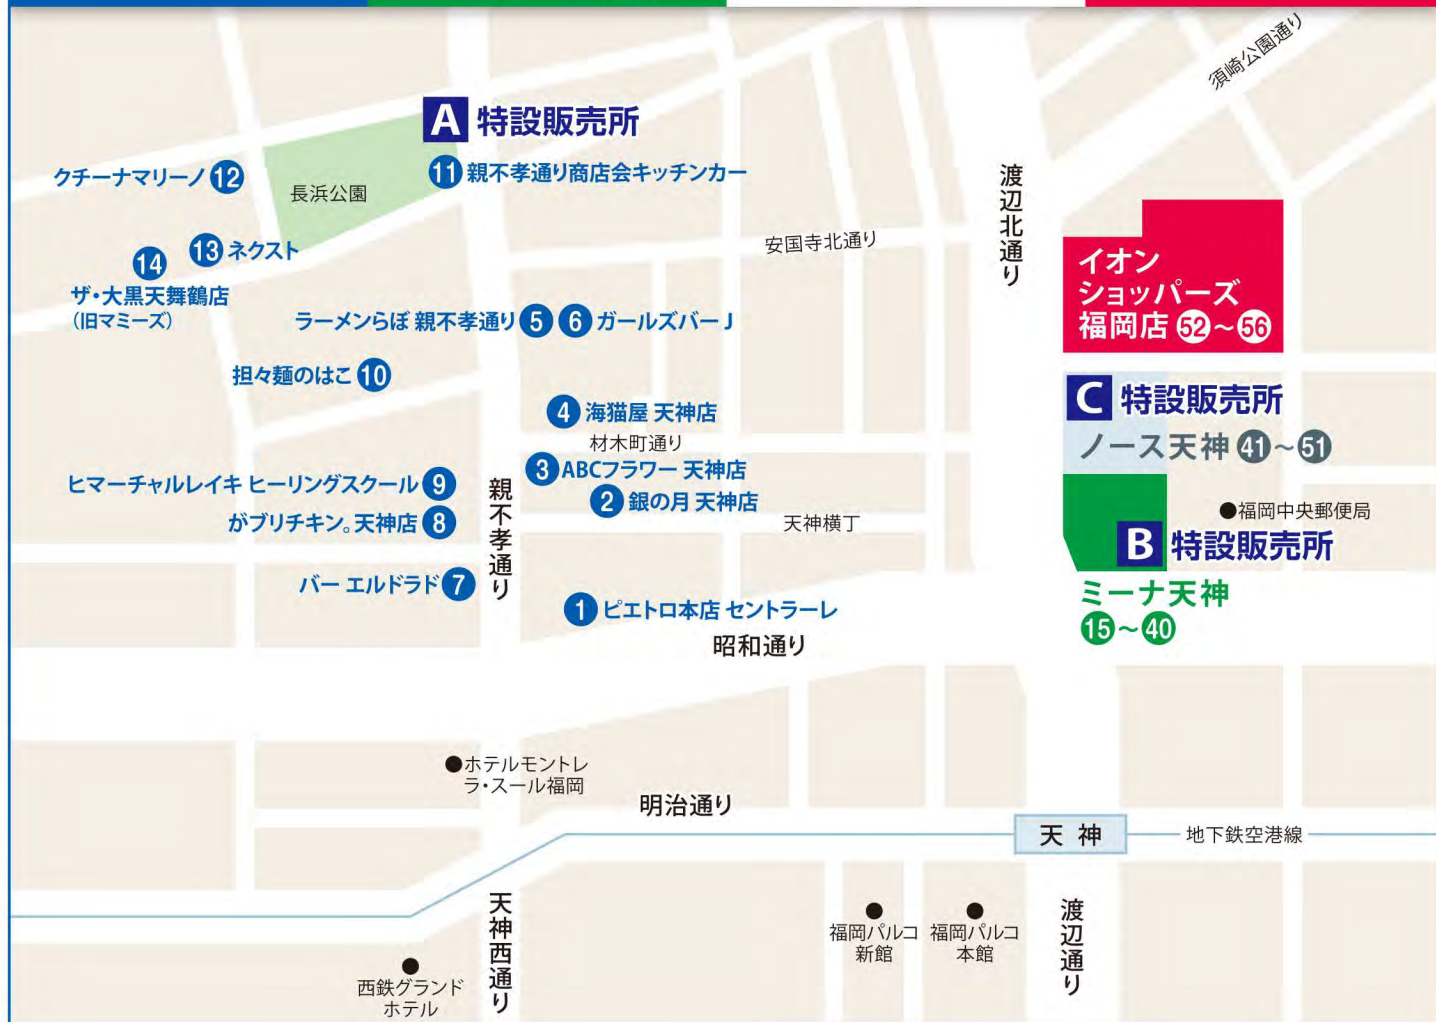 須崎公園通り
A 特設販売所
クチーナマリーノ 12
長浜公園
11 親不孝通り商店会キッチンカー
渡辺北通り
安国寺北通り
13 ネクスト
14
ザ・大黒天舞鶴店
(旧マミーズ)
イオン
ショッパーズ
福岡店 52~56
ラーメンらぼ 親不孝通り 5
6 ガールズバーJ
担々麺のはこ 10
C 特設販売所
ノース天神 41~51
4 海猫屋 天神店
材木町通り
3 ABCフラワー 天神店
2 銀の月 天神店
ヒマーチャルレイキ ヒーリングスクール 9
がブリチキン。天神店 8
親不孝通り
天神横丁
●福岡中央郵便局
B 特設販売所
バー エルドラド 7
1 ピエトロ本店 セントラーレ
ミーナ天神
15~40
昭和通り
●ホテルモントレ
ラ・スール福岡
明治通り
天神
地下鉄空港線
天神西通り
福岡パルコ
新館
福岡パルコ
本館
渡辺通り
西鉄グランド
ホテル